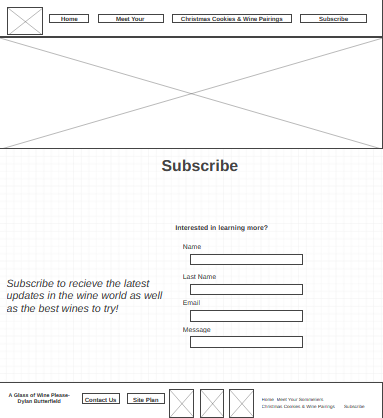 Home Meet Your Christmas Cookies & Wine Pairings Subscribe
Subscribe
Interested in learning more?
Name
Last Name
Email
Message
Subscribe to recieve the latest
updates in the wine world as well
as the best wines to try!
A Glass of Wine Please-
Dylan Butterfield
Contact Us
Site Plan
Home Meet Your Sommeliers
Christmas Cookies & Wine Pairings Subscribe